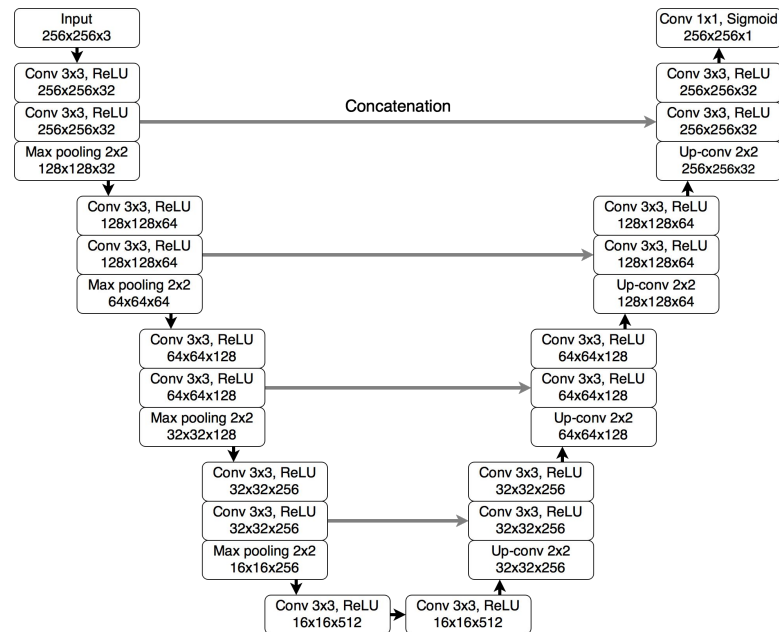 Input
256x256x3
Conv 3x3, ReLU
256x256x32
Conv 3x3, ReLU
256x256x32
Max pooling 2x2
128x128x32
Conv 3x3, ReLU
128x128x64
Conv 3x3, ReLU
128x128x64
Max pooling 2x2
64x64x64
Conv 3x3, ReLU
64x64x128
Conv 3x3, ReLU
64x64x128
Max pooling 2x2
32x32x128
Conv 3x3, ReLU
32x32x256
Conv 3x3, ReLU
32x32x256
Max pooling 2x2
16x16x256
Conv 3x3, ReLU
16x16x512
Conv 3x3, ReLU
16x16x512
Concatenation
Conv 1x1, Sigmoid
256x256x1
Conv 3x3, ReLU
256x256x32
Conv 3x3, ReLU
256x256x32
Up-conv 2x2
256x256x32
Conv 3x3, ReLU
128x128x64
Conv 3x3, ReLU
128x128x64
Up-conv 2x2
128x128x64
Conv 3x3, ReLU
64x64x128
Conv 3x3, ReLU
64x64x128
Up-conv 2x2
64x64x128
Conv 3x3, ReLU
32x32x256
Conv 3x3, ReLU
32x32x256
Up-conv 2x2
32x32x256